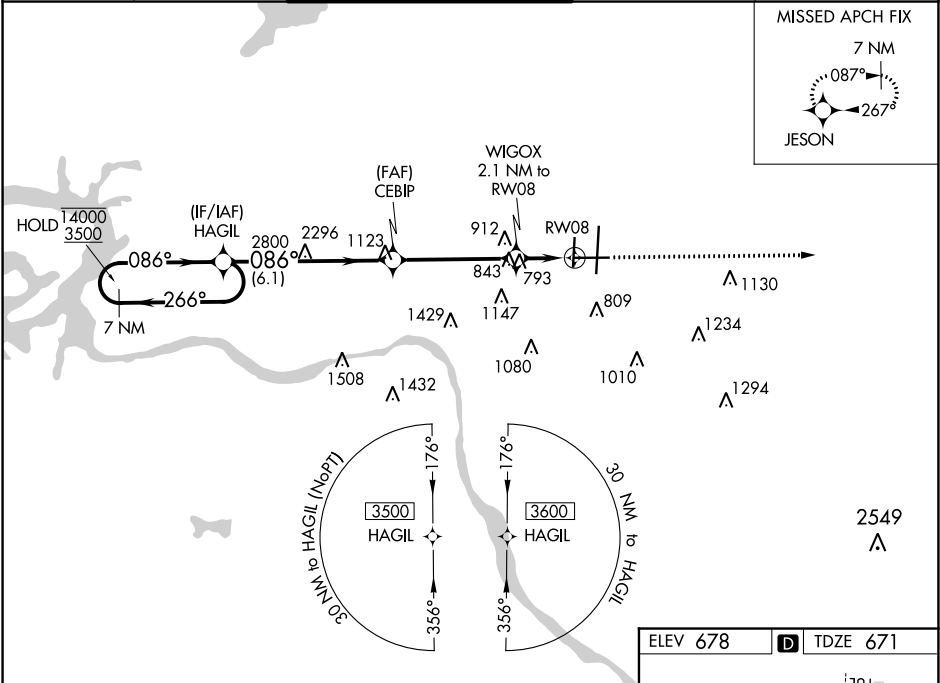 MISSED APCH FIX
7 NM
087°
267°
JESON
WIGOX
2.1 NM to
RW08
(FAF)
CEBIP
(IF/IAF)
HAGIL
HOLD 14000
3500
2800
2296
1123
912
RW08
086°
086°
(6.1)
843
793
266°
7 NM
1130
1147
809
1429
1234
1080
1010
1508
1432
1294
30 NM to HAGIL (NoPT)
176°
3500
HAGIL
356°
176°
3600
HAGIL
356°
30 NM to HAGIL
2549
ELEV 678
D
TDZE 671